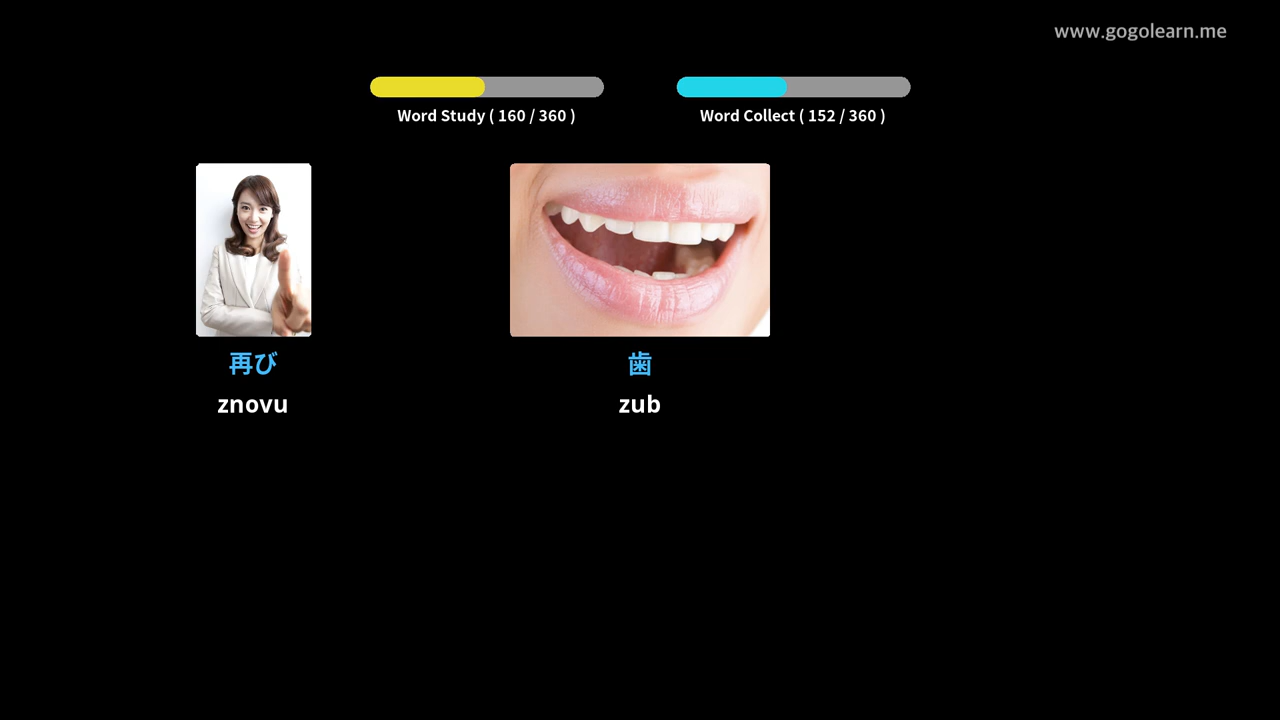 www.gogolearn.me
Word Study ( 160 / 360 )
Word Collect ( 152 / 360 )
再び
znovu
歯
zub